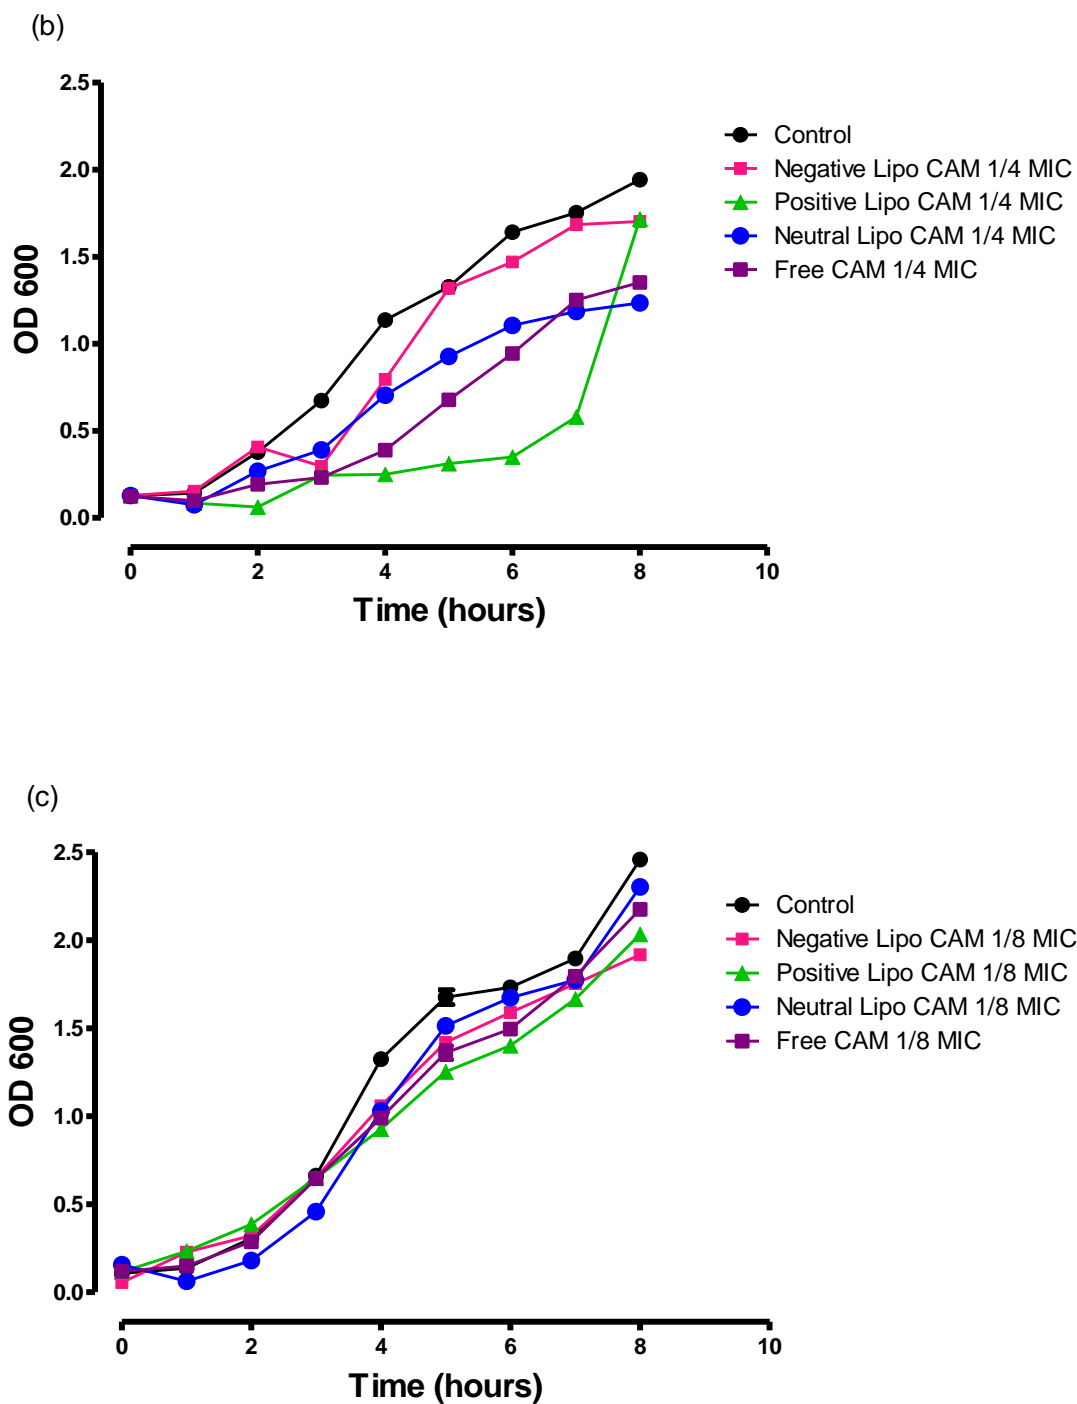 (b)
2.5
2.0
1.5
1.0
0.5
0.0
OD 600
0 2 4 6 8 10
Time (hours)
Control
Negative Lipo CAM 1/4 MIC
Positive Lipo CAM 1/4 MIC
Neutral Lipo CAM 1/4 MIC
Free CAM 1/4 MIC
(c)
2.5
2.0
1.5
1.0
0.5
0.0
OD 600
0 2 4 6 8 10
Time (hours)
Control
Negative Lipo CAM 1/8 MIC
Positive Lipo CAM 1/8 MIC
Neutral Lipo CAM 1/8 MIC
Free CAM 1/8 MIC